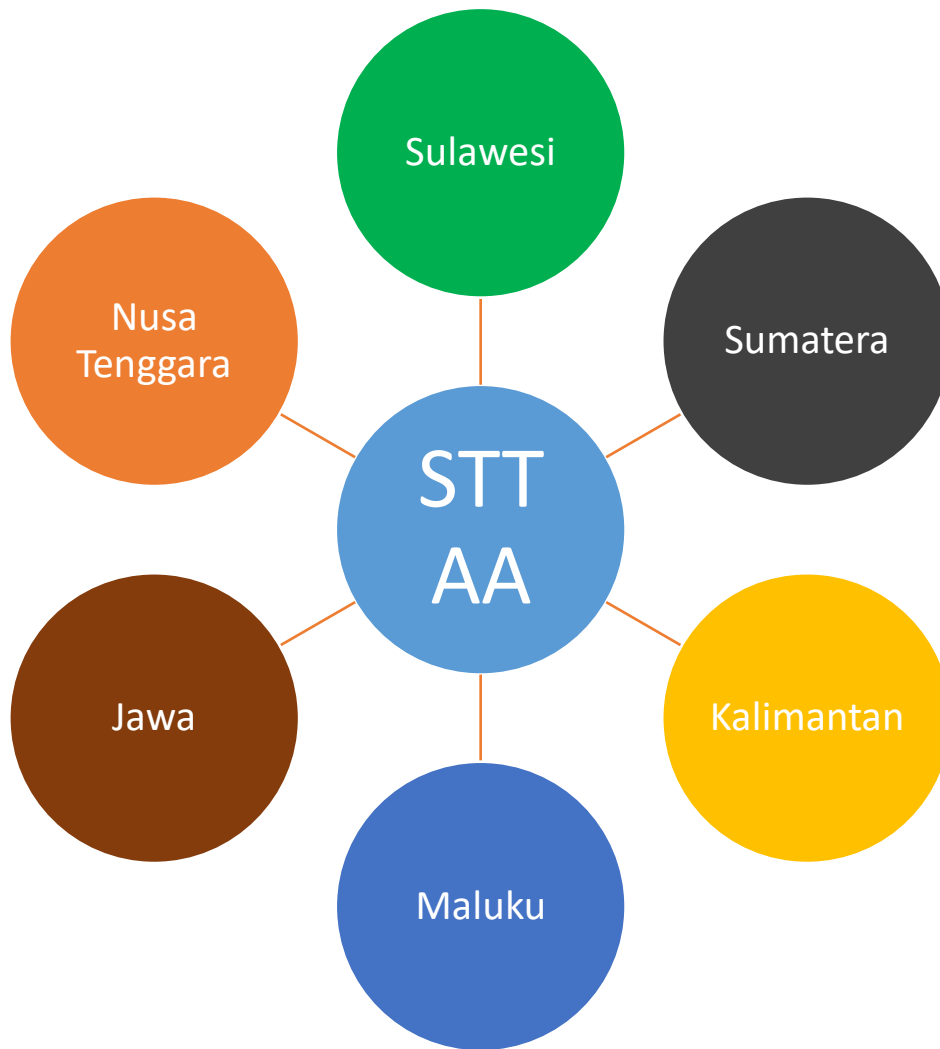 Sulawesi
Nusa
Tenggara
Sumatera
STT
AA
Jawa
Kalimantan
Maluku